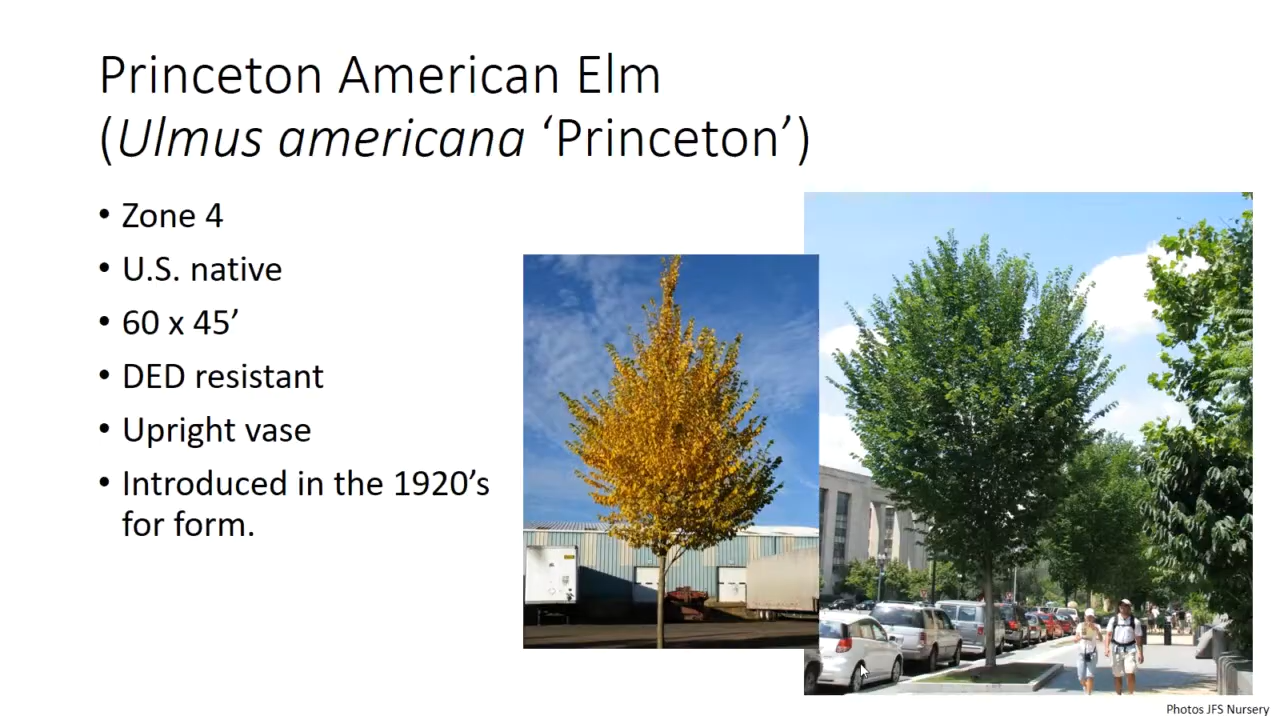 Princeton American Elm
(Ulmus americana ‘Princeton’)
• Zone 4
• U.S. native
• 60 x 45’
• DED resistant
• Upright vase
• Introduced in the 1920’s
for form.
Photos JFS Nursery